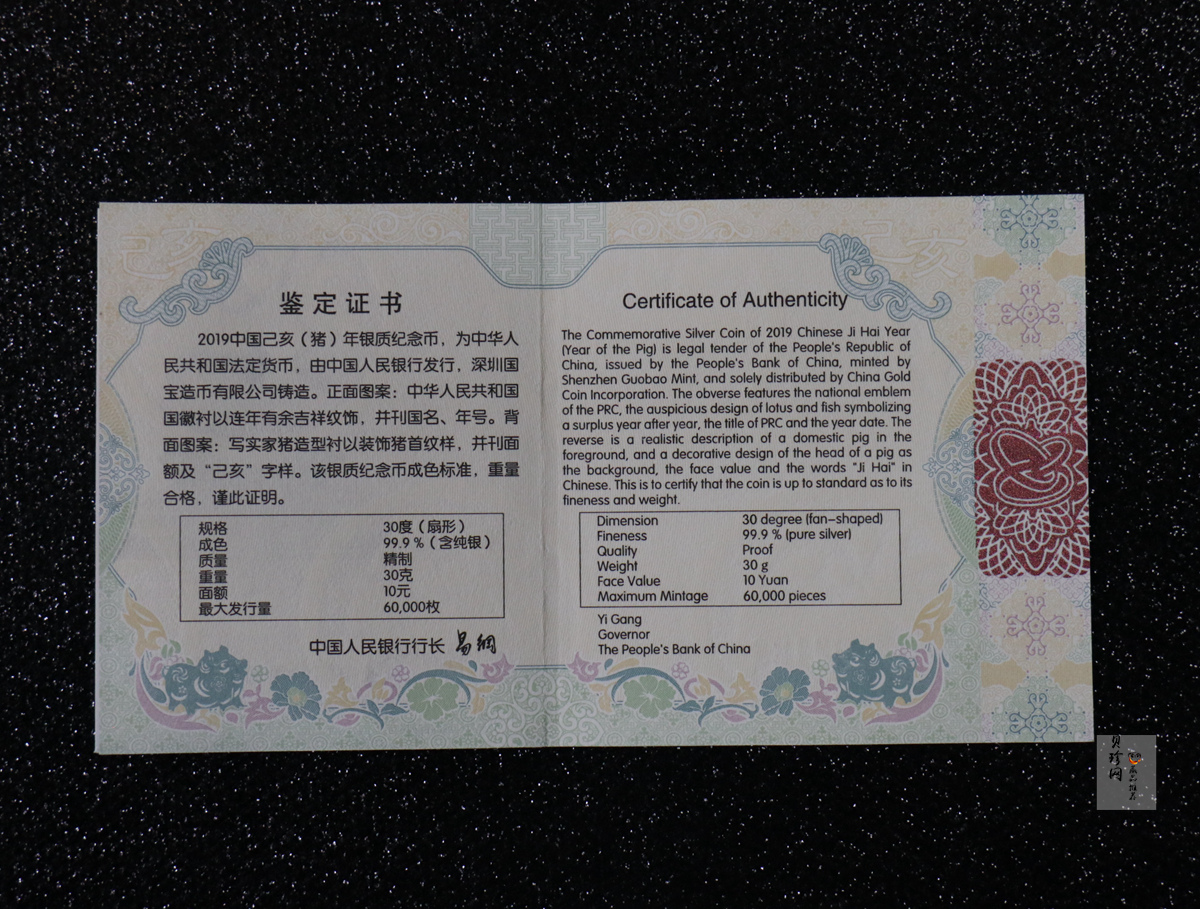 己亥
鉴定证书
2019中国己亥（猪）年银质纪念币，为中华人
民共和国法定货币，由中国人民银行发行，深圳国
宝造币有限公司铸造。正面图案：中华人民共和国
国徽衬以连年有余吉祥纹饰，并刊国名、年号。背
面图案：写实家猪造型衬以装饰猪首纹样，并刊面
额及“己亥”字样。该银质纪念币成色标准，重量
合格，谨此证明。
规格 30度（扇形）
成色 99.9％（含纯银）
质量 精制
重量 30克
面额 10元
最大发行量 60,000枚
中国人民银行行长 易纲
己亥
Certificate of Authenticity
The Commemorative Silver Coin of 2019 Chinese Ji Hai Year
(Year of the Pig) is legal tender of the People's Republic of
China, issued by the People's Bank of China, minted by
Shenzhen Guobao Mint, and solely distributed by China Gold
Coin Incorporation. The obverse features the national emblem
of the PRC, the auspicious design of lotus and fish symbolizing
a surplus year after year, the title of PRC and the year date. The
reverse is a realistic description of a domestic pig in the
foreground, and a decorative design of the head of a pig as
the background, the face value and the words "Ji Hai" in
Chinese. This is to certify that the coin is up to standard as to its
fineness and weight.
Dimension 30 degree (fan-shaped)
Fineness 99.9 % (pure silver)
Quality Proof
Weight 30 g
Face Value 10 Yuan
Maximum Mintage 60,000 pieces
Yi Gang
Governor
The People's Bank of China
贝珍网